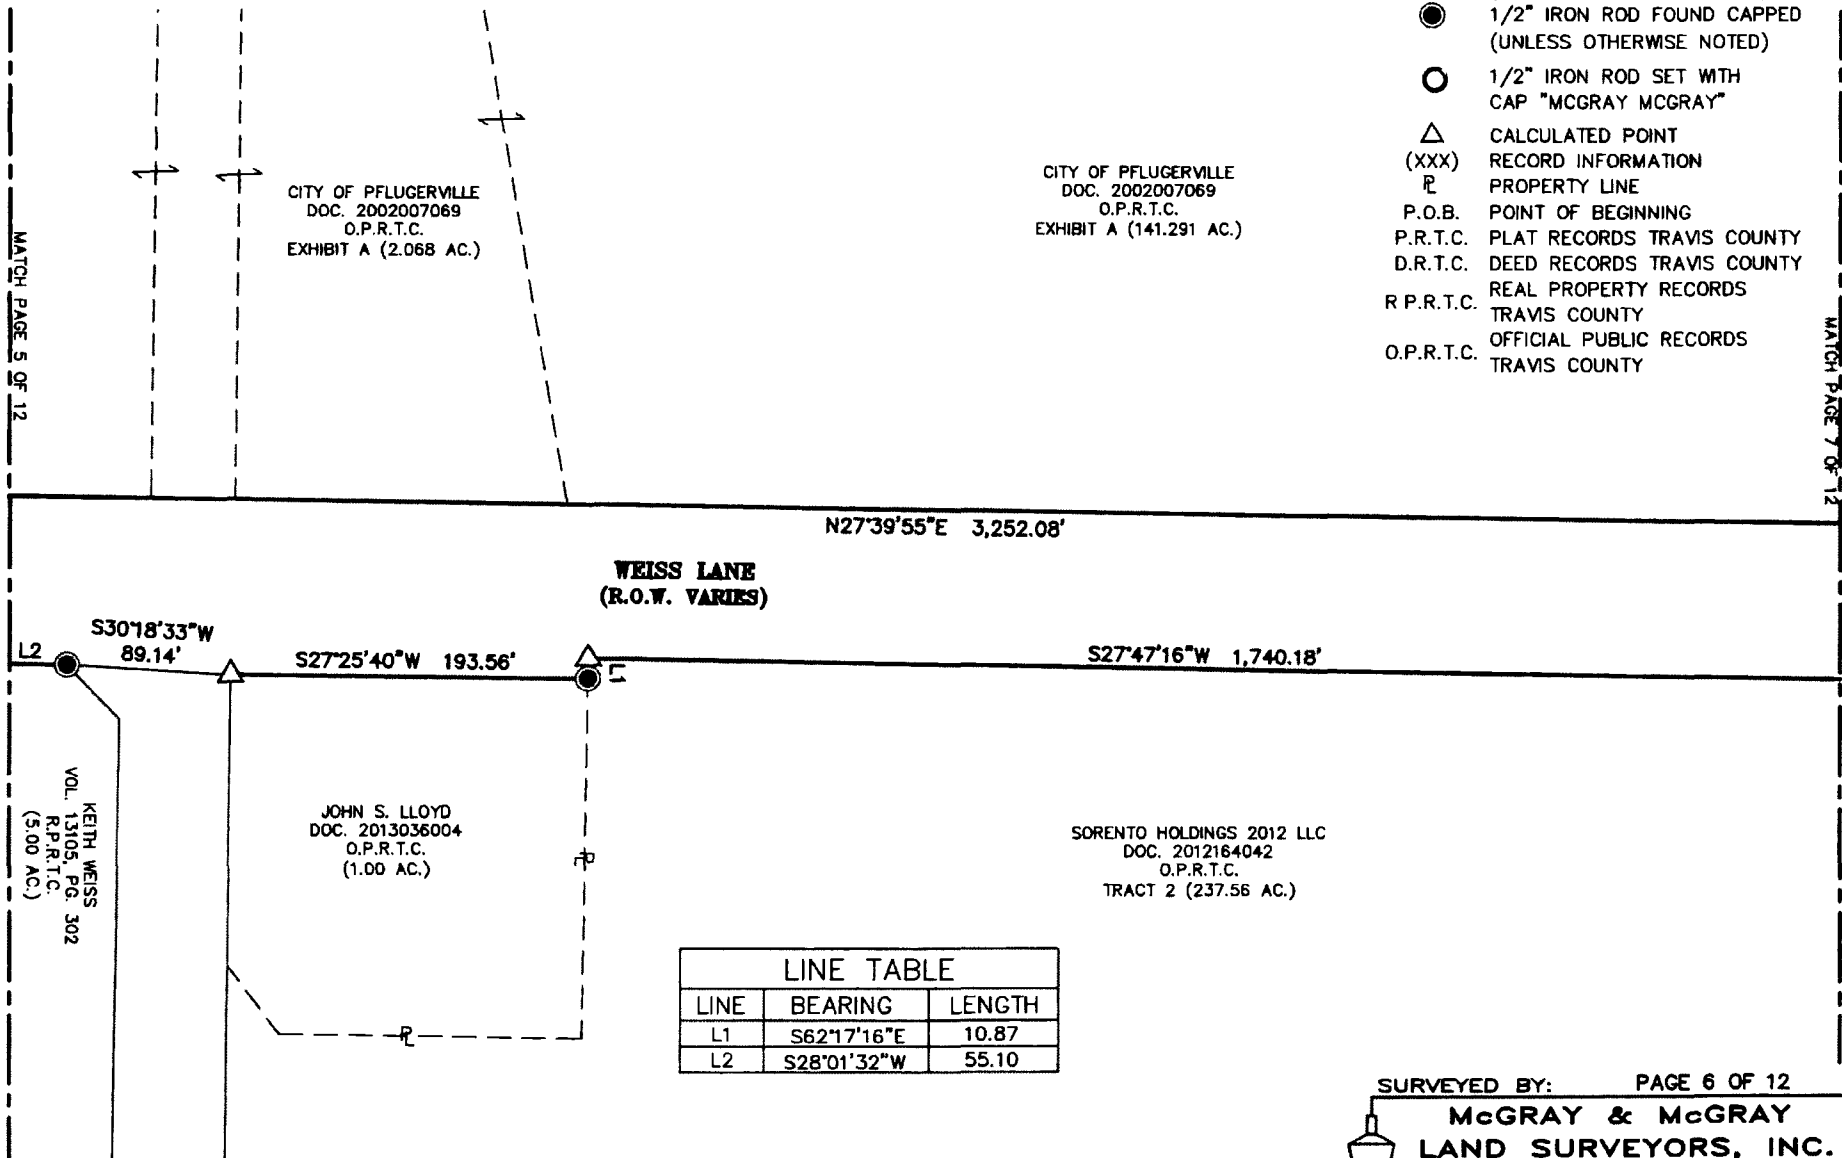 1/2" IRON ROD FOUND CAPPED
(UNLESS OTHERWISE NOTED)
1/2" IRON ROD SET WITH
CAP "MCGRAY MCGRAY"
CALCULATED POINT
(XXX) RECORD INFORMATION
PL PROPERTY LINE
P.O.B. POINT OF BEGINNING
P.R.T.C. PLAT RECORDS TRAVIS COUNTY
D.R.T.C. DEED RECORDS TRAVIS COUNTY
R P.R.T.C. REAL PROPERTY RECORDS
TRAVIS COUNTY
O.P.R.T.C. OFFICIAL PUBLIC RECORDS
TRAVIS COUNTY
CITY OF PFLUGERVILLE
DOC. 2002007069
O.P.R.T.C.
EXHIBIT A (2.068 AC.)
CITY OF PFLUGERVILLE
DOC. 2002007069
O.P.R.T.C.
EXHIBIT A (141.291 AC.)
MATCH PAGE 5 OF 12
MATCH PAGE 7 OF 12
N27°39'55"E 3,252.08'
WEISS LANE
(R.O.W. VARIES)
L2
S30°18'33"W
89.14'
S27°25'40"W 193.56'
L1
S27°47'16"W 1,740.18'
KEITH WEISS
VOL. 13105, PG. 302
R.P.R.T.C.
(5.00 AC.)
JOHN S. LLOYD
DOC. 2013036004
O.P.R.T.C.
(1.00 AC.)
PL
PL
SORENTO HOLDINGS 2012 LLC
DOC. 2012164042
O.P.R.T.C.
TRACT 2 (237.56 AC.)
LINE TABLE
LINE BEARING LENGTH
L1 S62°17'16"E 10.87
L2 S28°01'32"W 55.10
SURVEYED BY: PAGE 6 OF 12
McGRAY & McGRAY
LAND SURVEYORS, INC.